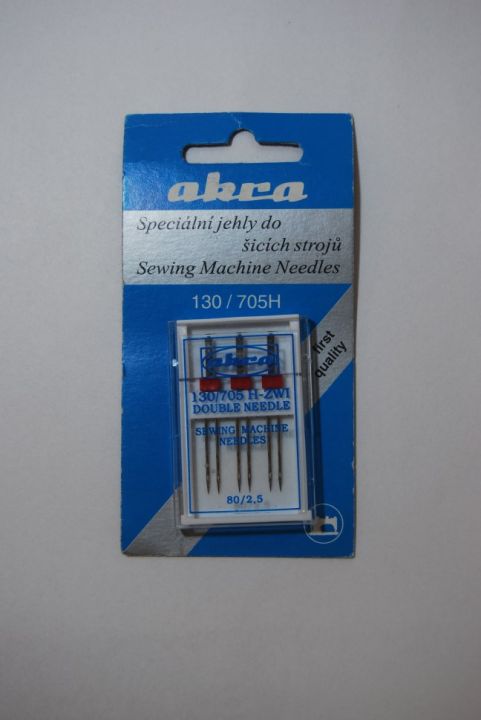 akra
Speciální jehly do
šicích strojů
Sewing Machine Needles
130 / 705H
first
quality
akra
130/705 H-ZWI
DOUBLE NEEDLE
SEWING MACHINE
NEEDLES
80/2,5